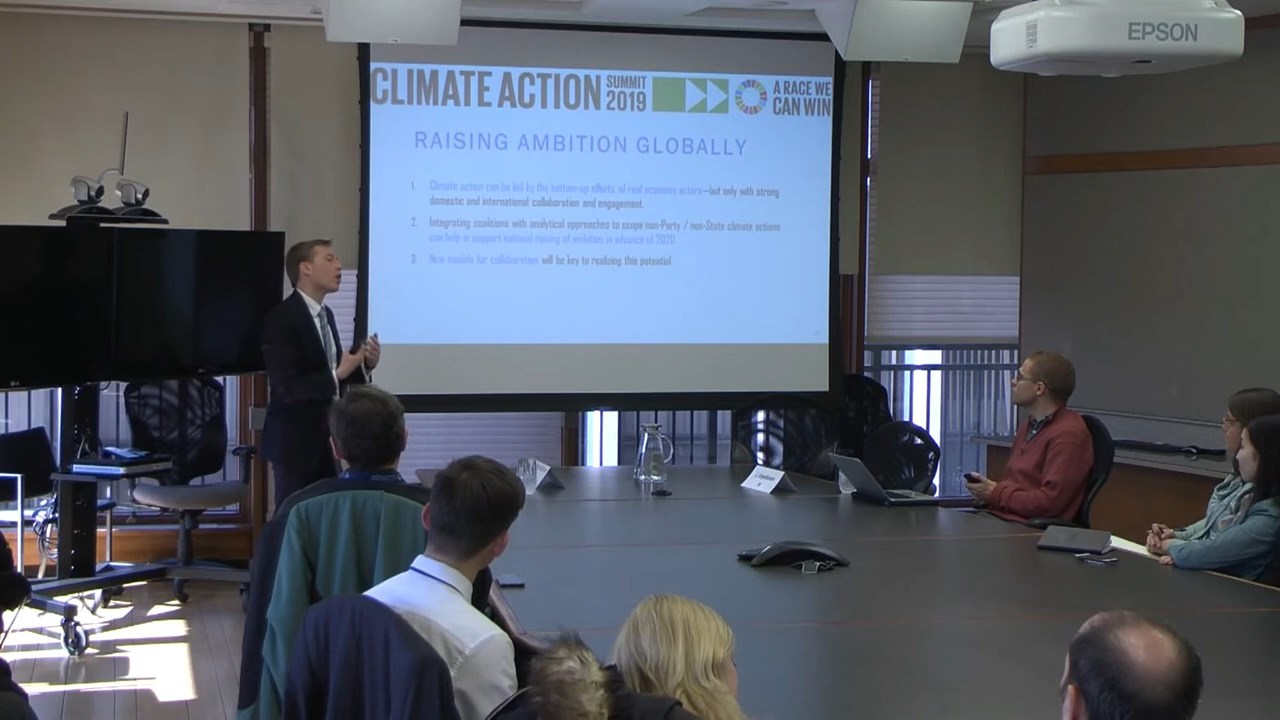 EPSON
CLIMATE ACTION SUMMIT 2019 A RACE WE CAN WIN
RAISING AMBITION GLOBALLY
1. Climate action can be led by the bottom-up efforts of real economy actors—but only with strong
domestic and international collaboration and engagement.
2. Integrating coalitions with analytical approaches to scope non-Party / non-State climate actions
can help in support national raising of ambition in advance of 2020
3. New models for collaboration will be key to realizing this potential